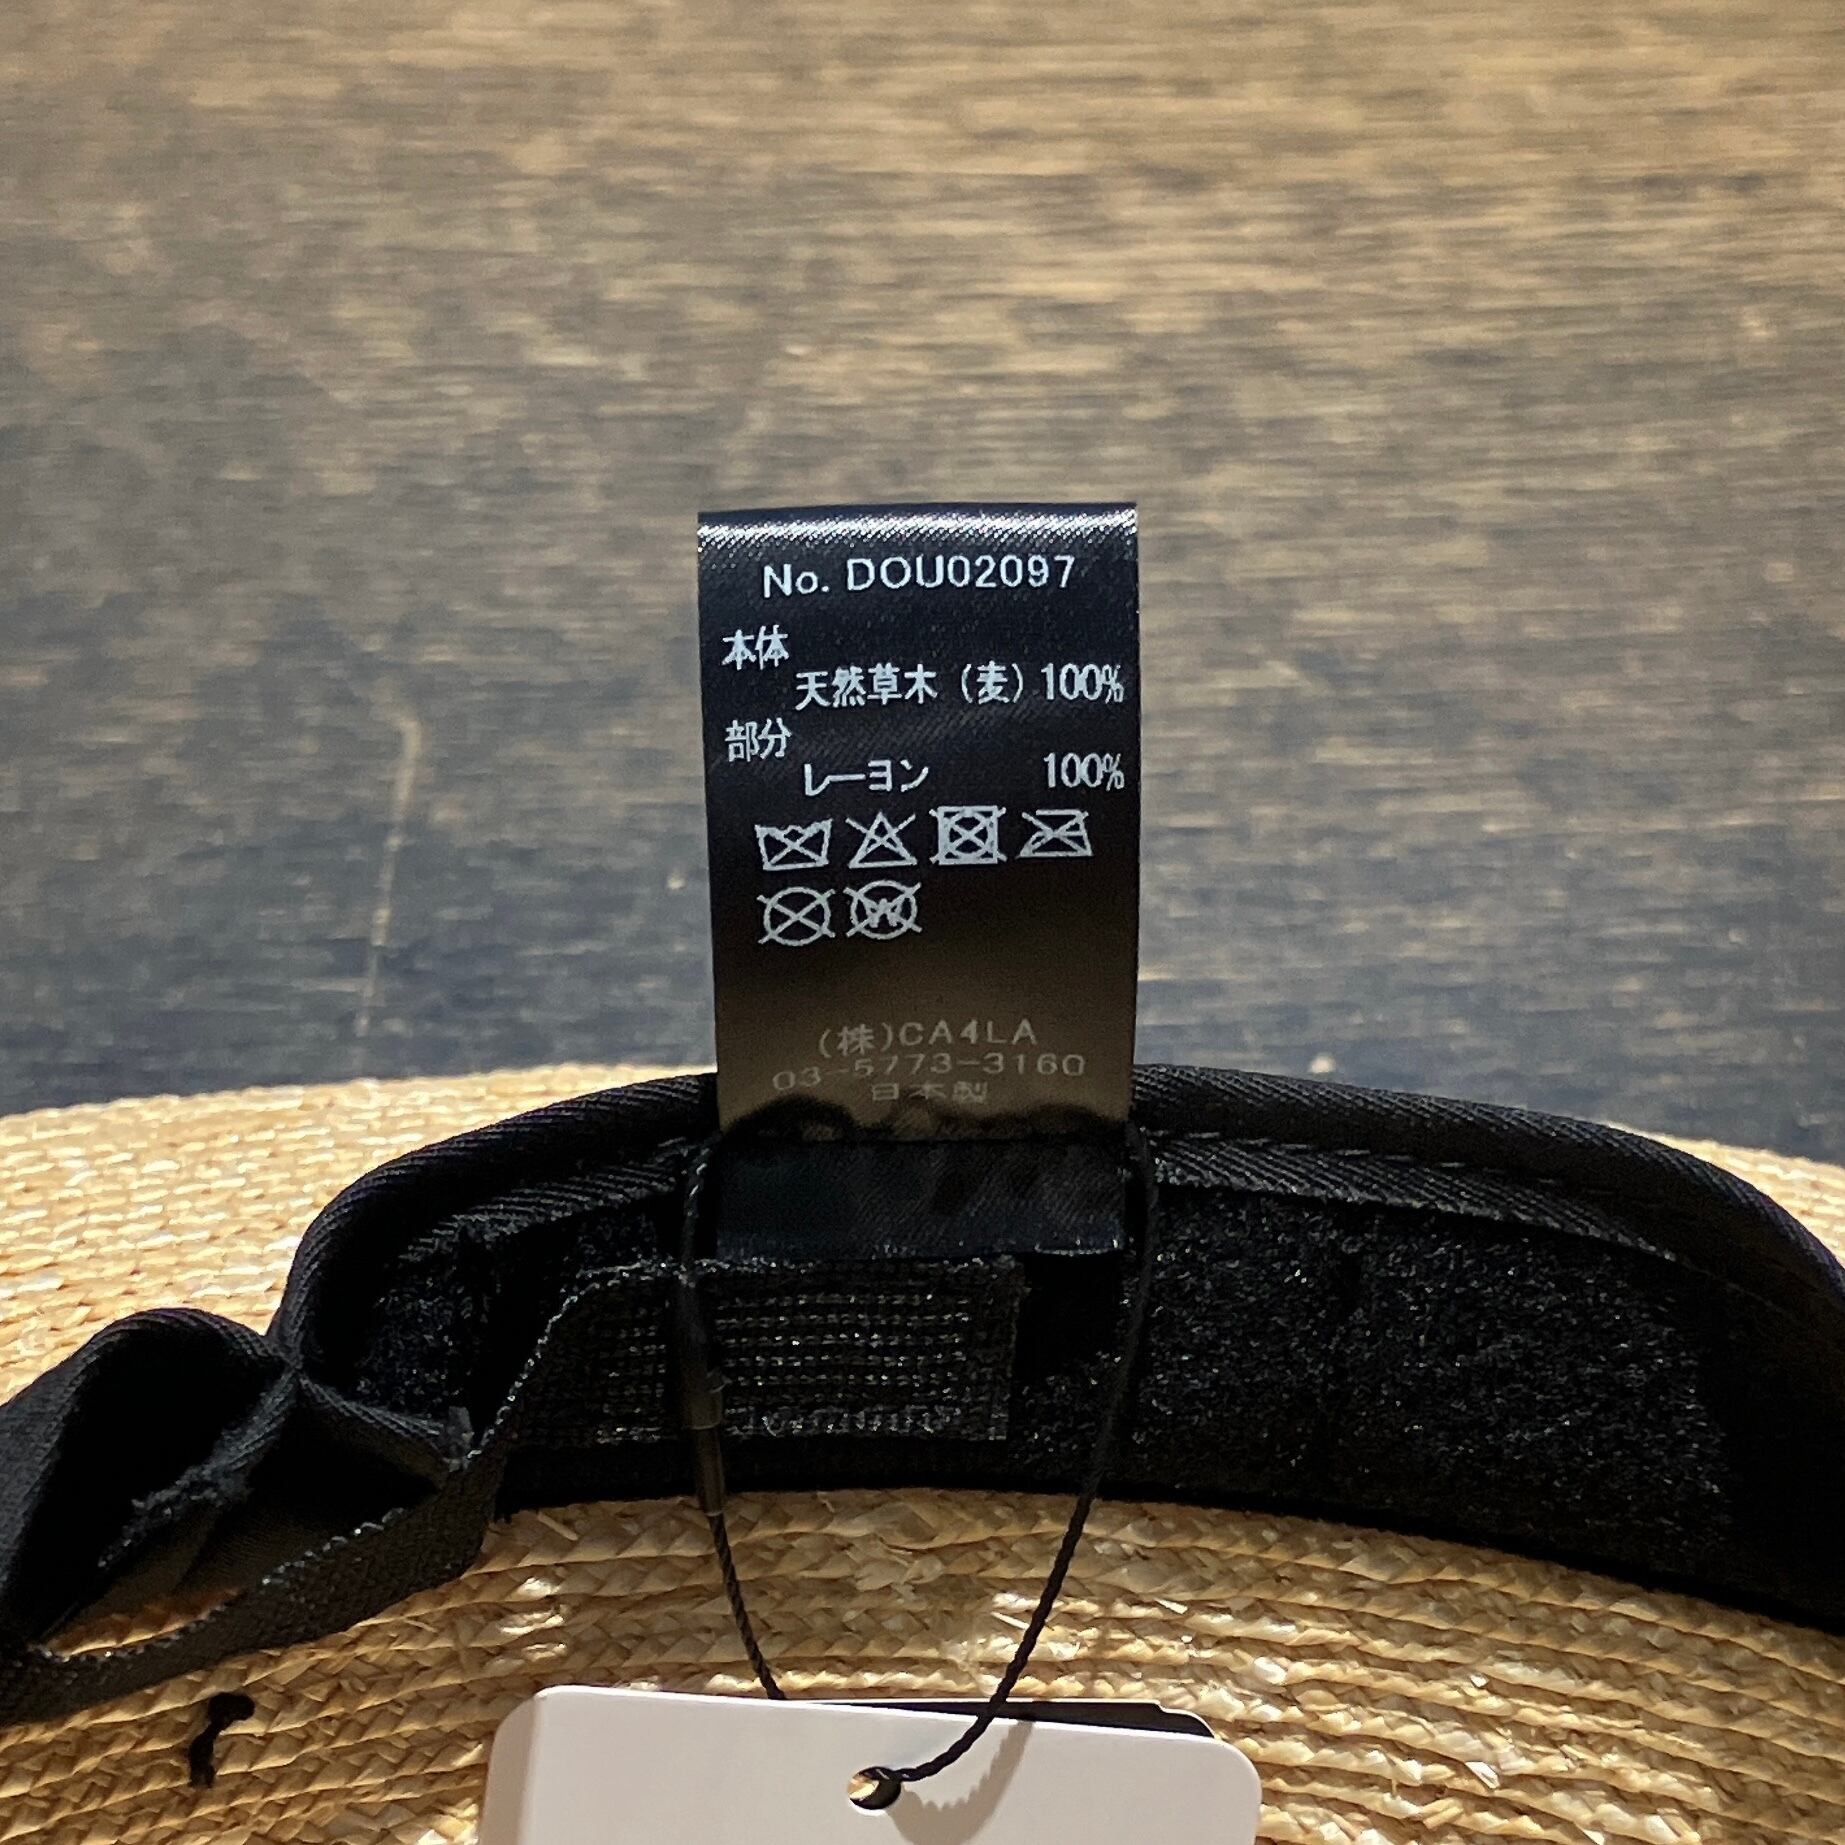 No. DOU02097
本体
天然草木（麦）100%
部分
レーヨン 100%
(株)CA4LA
03-5773-3160
日本製